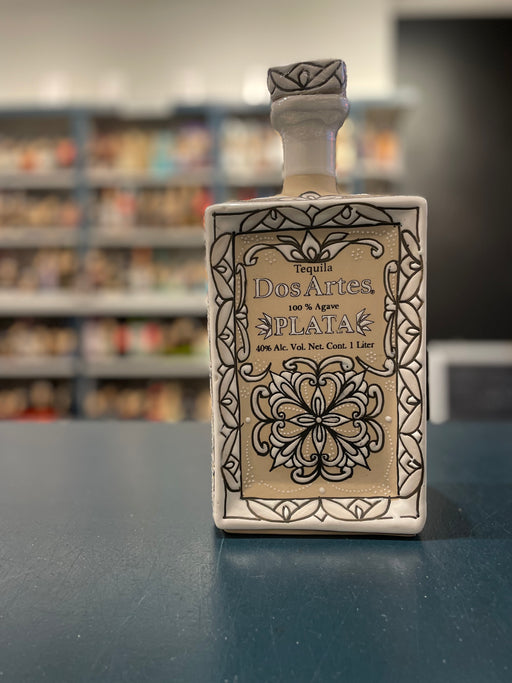 Tequila
Dos Artes
100 % Agave
PLATA
40% Alc. Vol. Net. Cont. 1 Liter